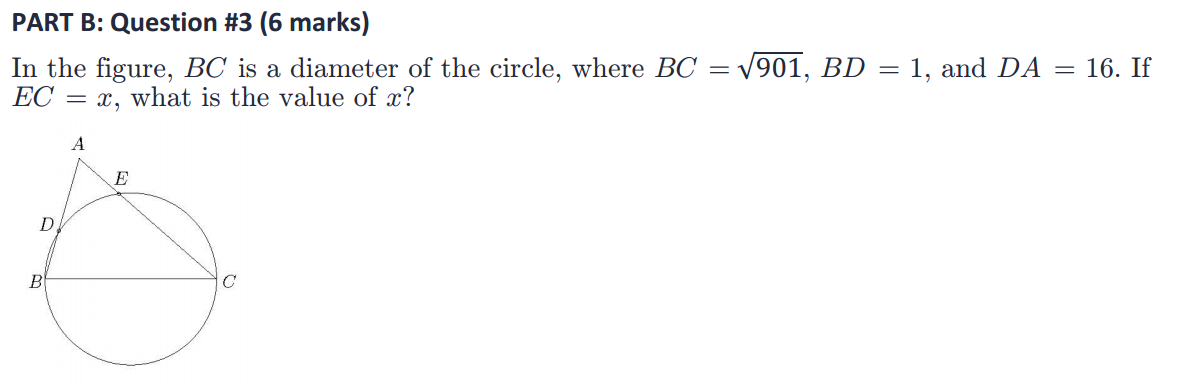 PART B: Question #3 (6 marks)
In the figure, BC is a diameter of the circle, where BC = √901, BD = 1, and DA = 16. If
EC = x, what is the value of x?
A
E
D
B
C